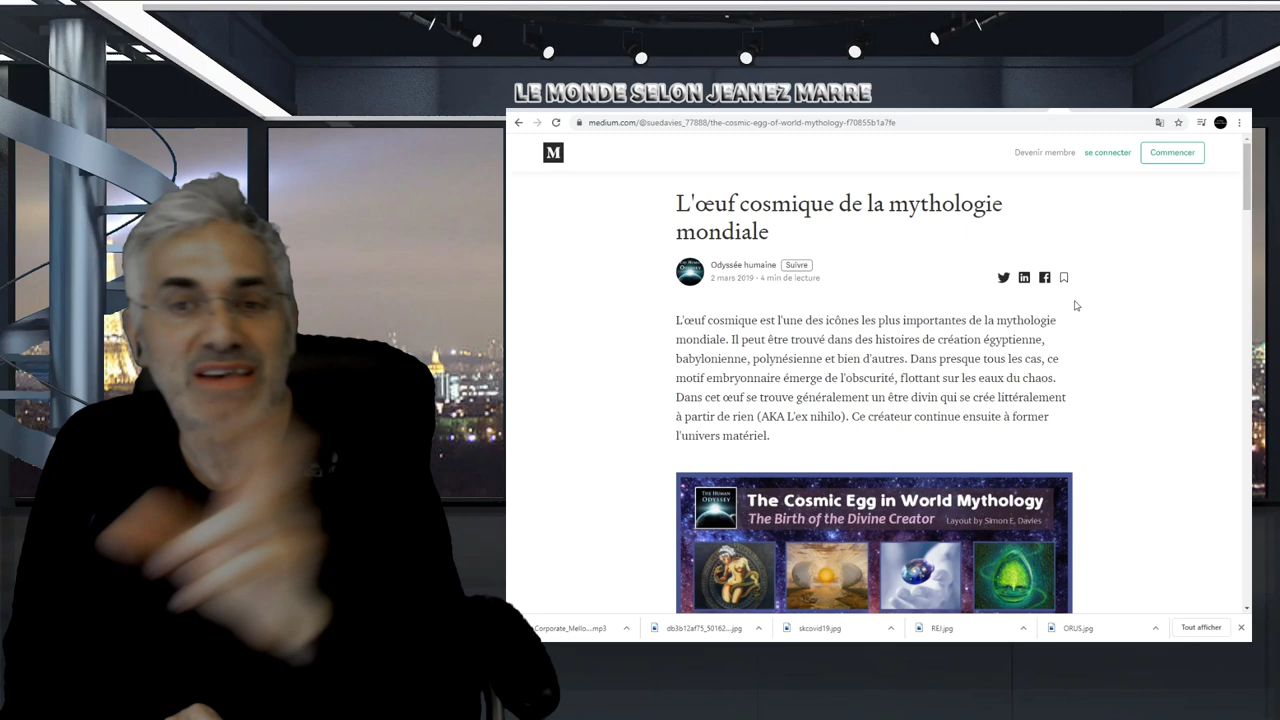 LE MONDE SELON JEANEZ MARRE
medium.com/@suedavies_77888/the-cosmic-egg-of-world-mythology-f70855b1a7fe
M
Devenir membre
se connecter
Commencer
L'œuf cosmique de la mythologie
mondiale
Odyssée humaine
Suivre
2 mars 2019 · 4 min de lecture
L'œuf cosmique est l'une des icônes les plus importantes de la mythologie
mondiale. Il peut être trouvé dans des histoires de création égyptienne,
babylonienne, polynésienne et bien d'autres. Dans presque tous les cas, ce
motif embryonnaire émerge de l'obscurité, flottant sur les eaux du chaos.
Dans cet œuf se trouve généralement un être divin qui se crée littéralement
à partir de rien (AKA L'ex nihilo). Ce créateur continue ensuite à former
l'univers matériel.
THE HUMAN
ODYSSEY
The Cosmic Egg in World Mythology
The Birth of the Divine Creator
Layout by Simon E. Davies
Corporate_Mello....mp3
db3b12af75_50162...jpg
skcovid19.jpg
REJ.jpg
ORUS.jpg
Tout afficher